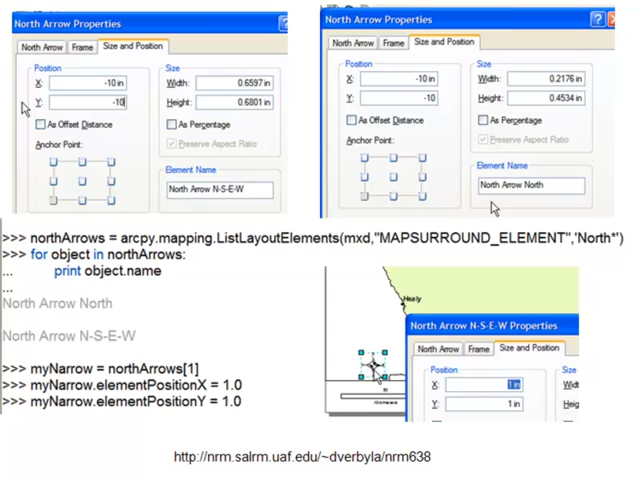 North Arrow Properties
North Arrow
Frame
Size and Position
Position
X:
-10 in
Y:
-10
As Offset Distance
Anchor Point:
Size
Width:
0.6597 in
Height:
0.6801 in
As Percentage
Preserve Aspect Ratio
Element Name
North Arrow N-S-E-W
North Arrow Properties
North Arrow
Frame
Size and Position
Position
X:
-10 in
Y:
-10
As Offset Distance
Anchor Point:
Size
Width:
0.2176 in
Height:
0.4534 in
As Percentage
Preserve Aspect Ratio
Element Name
North Arrow North
>>> northArrows = arcpy.mapping.ListLayoutElements(mxd,"MAPSURROUND_ELEMENT",'North*')
>>> for object in northArrows:
... print object.name
...
North Arrow North
North Arrow N-S-E-W
>>> myNarrow = northArrows[1]
>>> myNarrow.elementPositionX = 1.0
>>> myNarrow.elementPositionY = 1.0
Healy
North Arrow N-S-E-W Properties
North Arrow
Frame
Size and Position
Position
X:
1 in
Y:
1 in
Size
http://nrm.salrm.uaf.edu/~dverbyla/nrm638